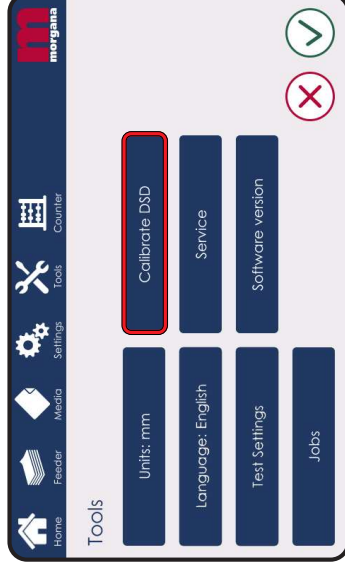 Home Feeder Media Settings Tools Counter morgana
Tools
Units: mm Calibrate DSD
Language: English Service
Test Settings Software version
Jobs